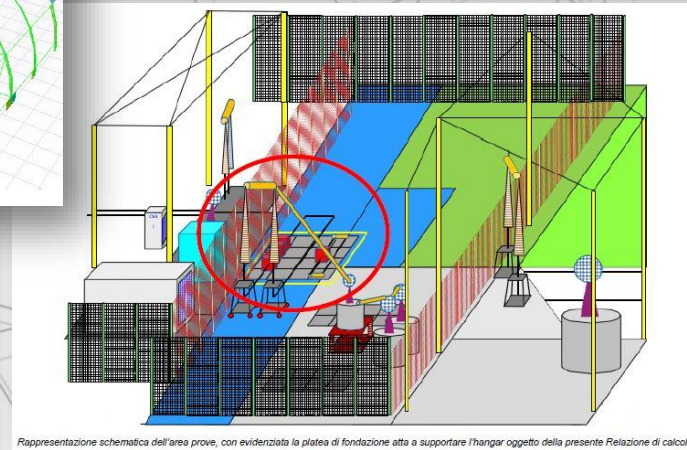 Rappresentazione schematica dell'area prove, con evidenziata la platea di fondazione atta a supportare l'hangar oggetto della presente Relazione di calcol